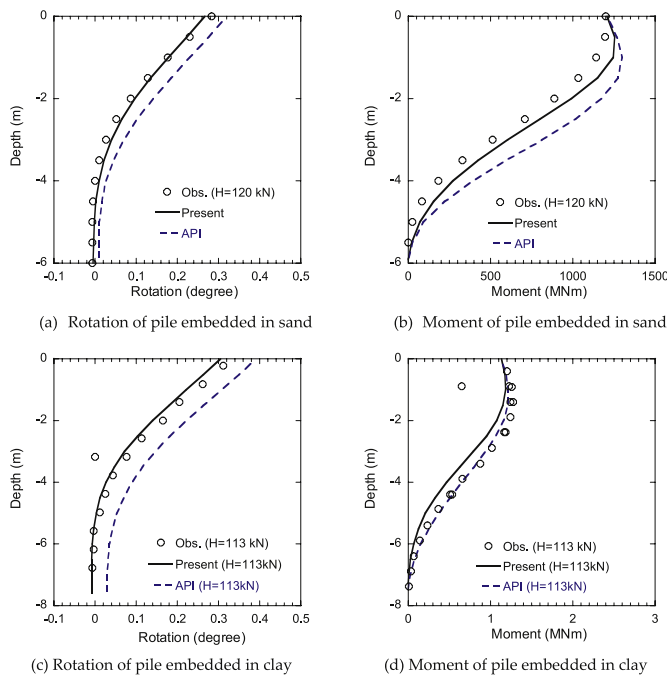 0
-2
-4
-6
Depth (m)
Obs. (H=120 kN)
Present
API
-0.1 0 0.1 0.2 0.3 0.4 0.5
Rotation (degree)
(a) Rotation of pile embedded in sand
0
-2
-4
-6
Depth (m)
Obs. (H=120 kN)
Present
API
0 500 1000 1500
Moment (MNm)
(b) Moment of pile embedded in sand
0
-2
-4
-6
-8
Depth (m)
Obs. (H=113 kN)
Present (H=113kN)
API (H=113kN)
-0.1 0 0.1 0.2 0.3 0.4 0.5
Rotation (degree)
(c) Rotation of pile embedded in clay
0
-2
-4
-6
-8
Depth (m)
Obs. (H=113 kN)
Present (H=113kN)
API (H=113kN)
0 1 2 3
Moment (MNm)
(d) Moment of pile embedded in clay